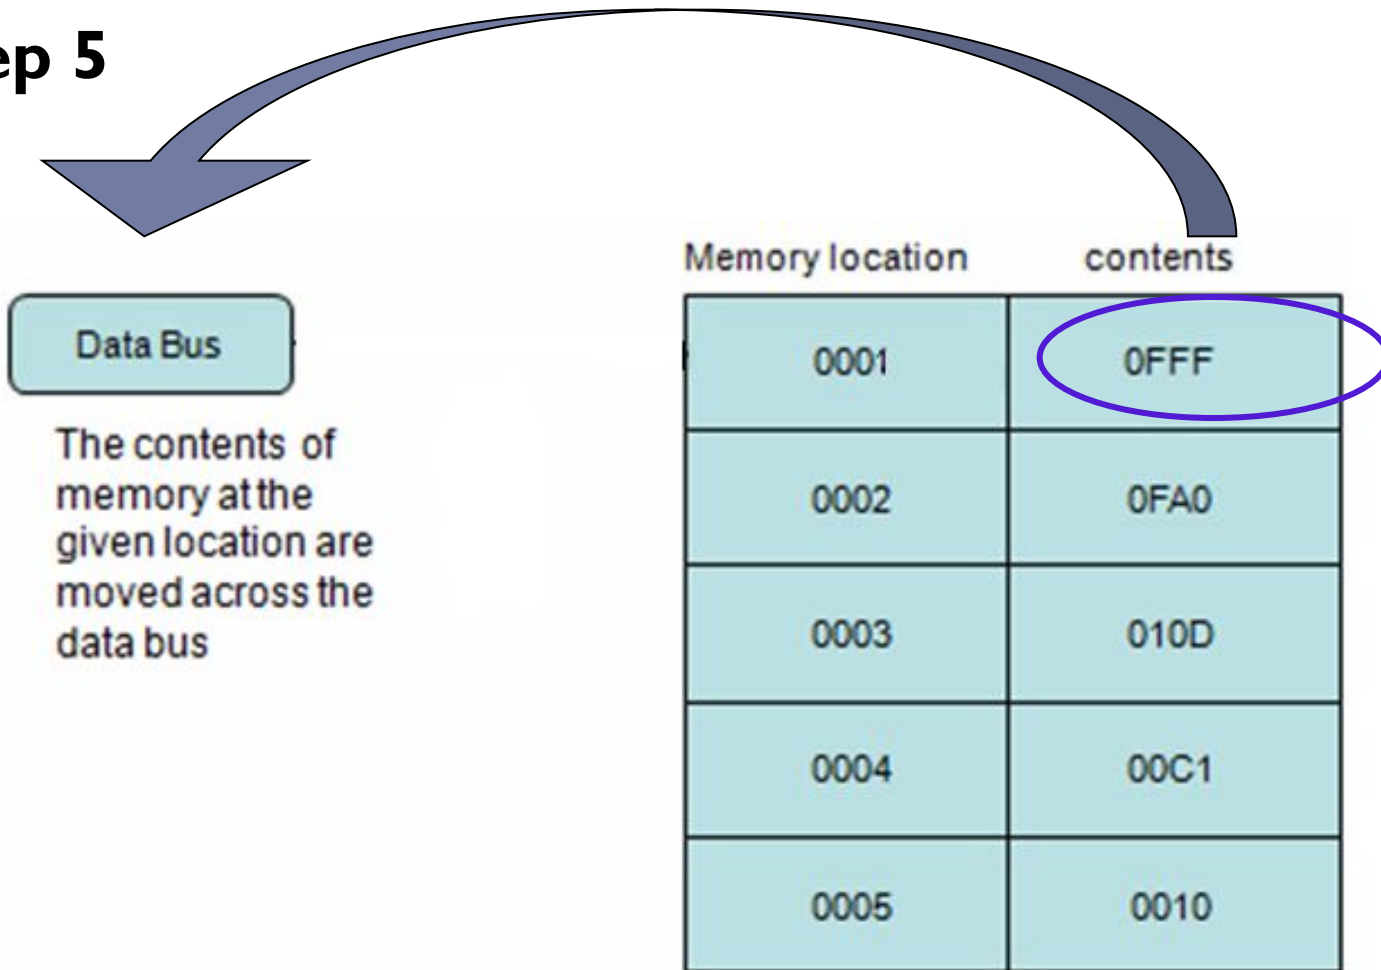 ep 5
Memory location contents
Data Bus
The contents of
memory at the
given location are
moved across the
data bus
0001 0FFF
0002 0FA0
0003 010D
0004 00C1
0005 0010